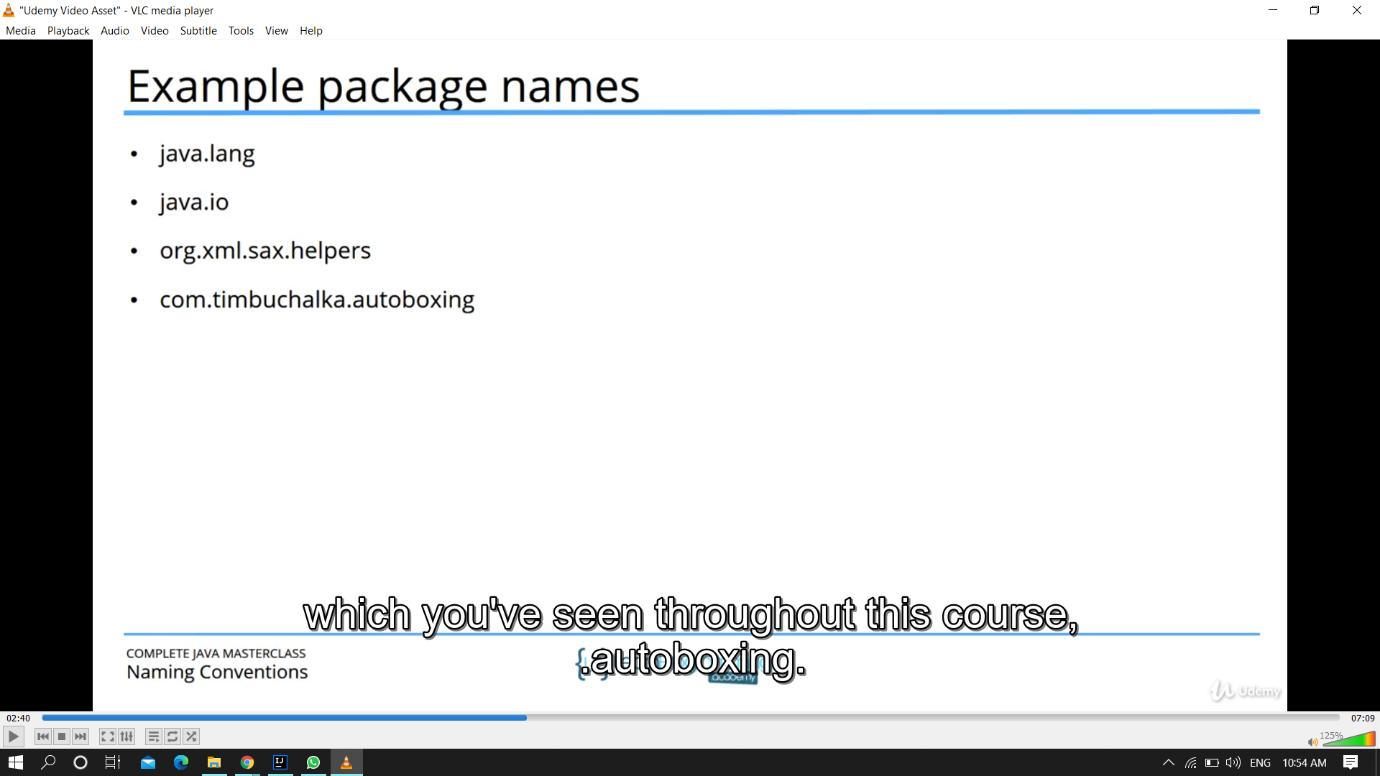 "Udemy Video Asset" - VLC media player
Media Playback Audio Video Subtitle Tools View Help
Example package names
• java.lang
• java.io
• org.xml.sax.helpers
• com.timbuchalka.autoboxing
which you've seen throughout this course,
.autoboxing.
COMPLETE JAVA MASTERCLASS
Naming Conventions
academy
Udemy
02:40
07:09
125%
ENG
10:54 AM